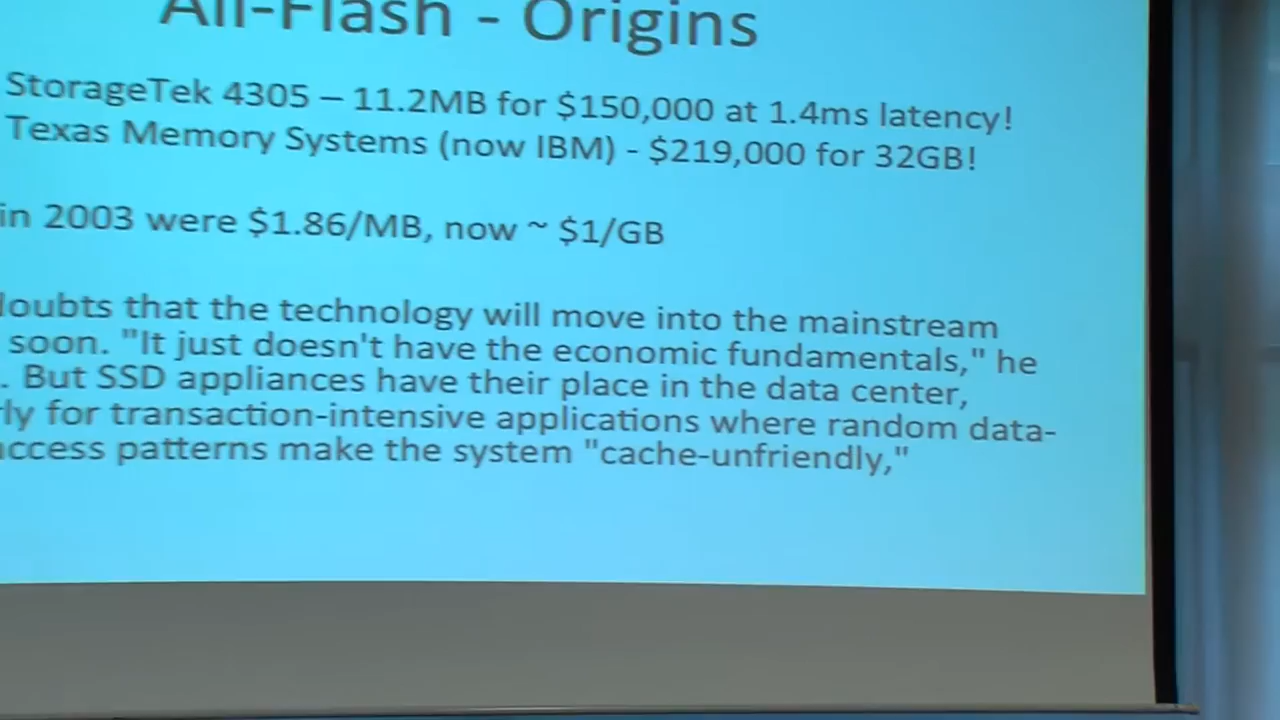 All-Flash - Origins
StorageTek 4305 – 11.2MB for $150,000 at 1.4ms latency!
Texas Memory Systems (now IBM) - $219,000 for 32GB!
in 2003 were $1.86/MB, now ~ $1/GB
doubts that the technology will move into the mainstream
soon. "It just doesn't have the economic fundamentals," he
. But SSD appliances have their place in the data center,
rly for transaction-intensive applications where random data-
access patterns make the system "cache-unfriendly,"